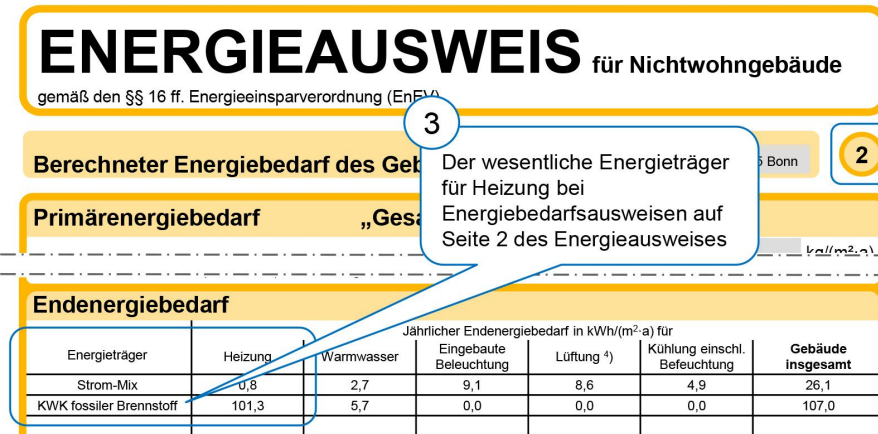 ENERGIEAUSWEIS für Nichtwohngebäude
gemäß den §§ 16 ff. Energieeinsparverordnung (EnEV)
3
Der wesentliche Energieträger
für Heizung bei
Energiebedarfsausweisen auf
Seite 2 des Energieausweises
Berechneter Energiebedarf des
Bonn
2
Primärenergiebedarf
kg/(m²·a)
Endenergiebedarf
Jährlicher Endenergiebedarf in kWh/(m²·a) für
Energieträger Heizung Warmwasser Eingebaute Beleuchtung Lüftung ⁴) Kühlung einschl. Befeuchtung Gebäude insgesamt
Strom-Mix 0,8 2,7 9,1 8,6 4,9 26,1
KWK fossiler Brennstoff 101,3 5,7 0,0 0,0 0,0 107,0